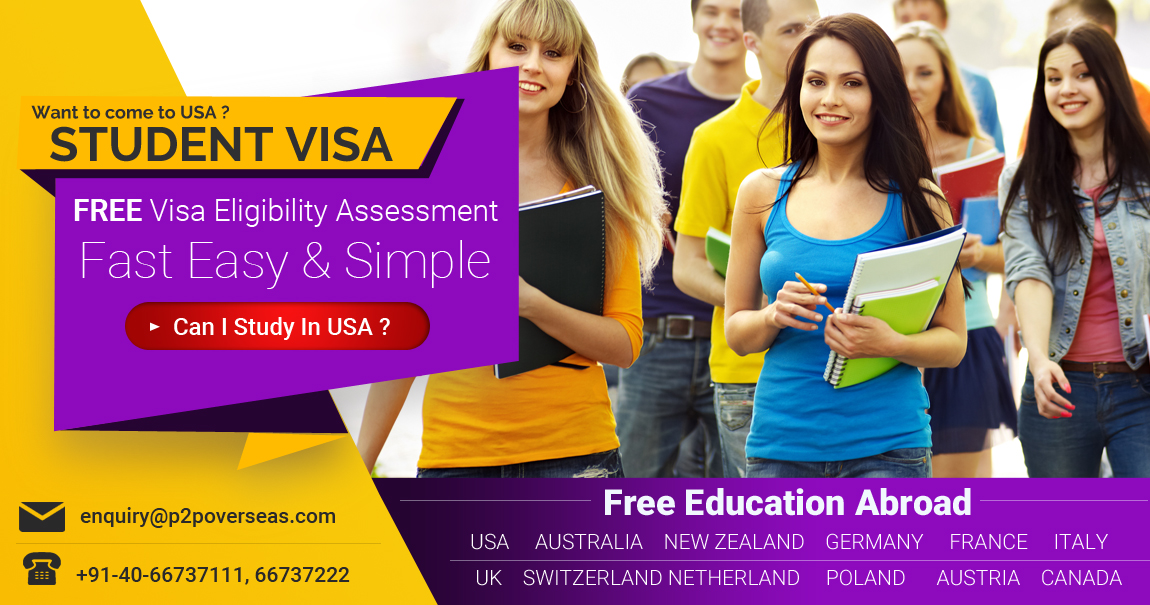 Want to come to USA ?
STUDENT VISA
FREE Visa Eligibility Assessment
Fast Easy & Simple
Can I Study In USA ?
enquiry@p2poverseas.com
+91-40-66737111, 66737222
Free Education Abroad
USA AUSTRALIA NEW ZEALAND GERMANY FRANCE ITALY
UK SWITZERLAND NETHERLAND POLAND AUSTRIA CANADA